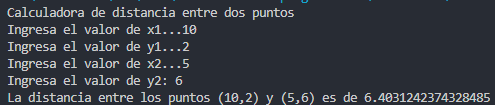 Calculadora de distancia entre dos puntos
Ingresa el valor de x1...10
Ingresa el valor de y1...2
Ingresa el valor de x2...5
Ingresa el valor de y2: 6
La distancia entre los puntos (10,2) y (5,6) es de 6.4031242374328485